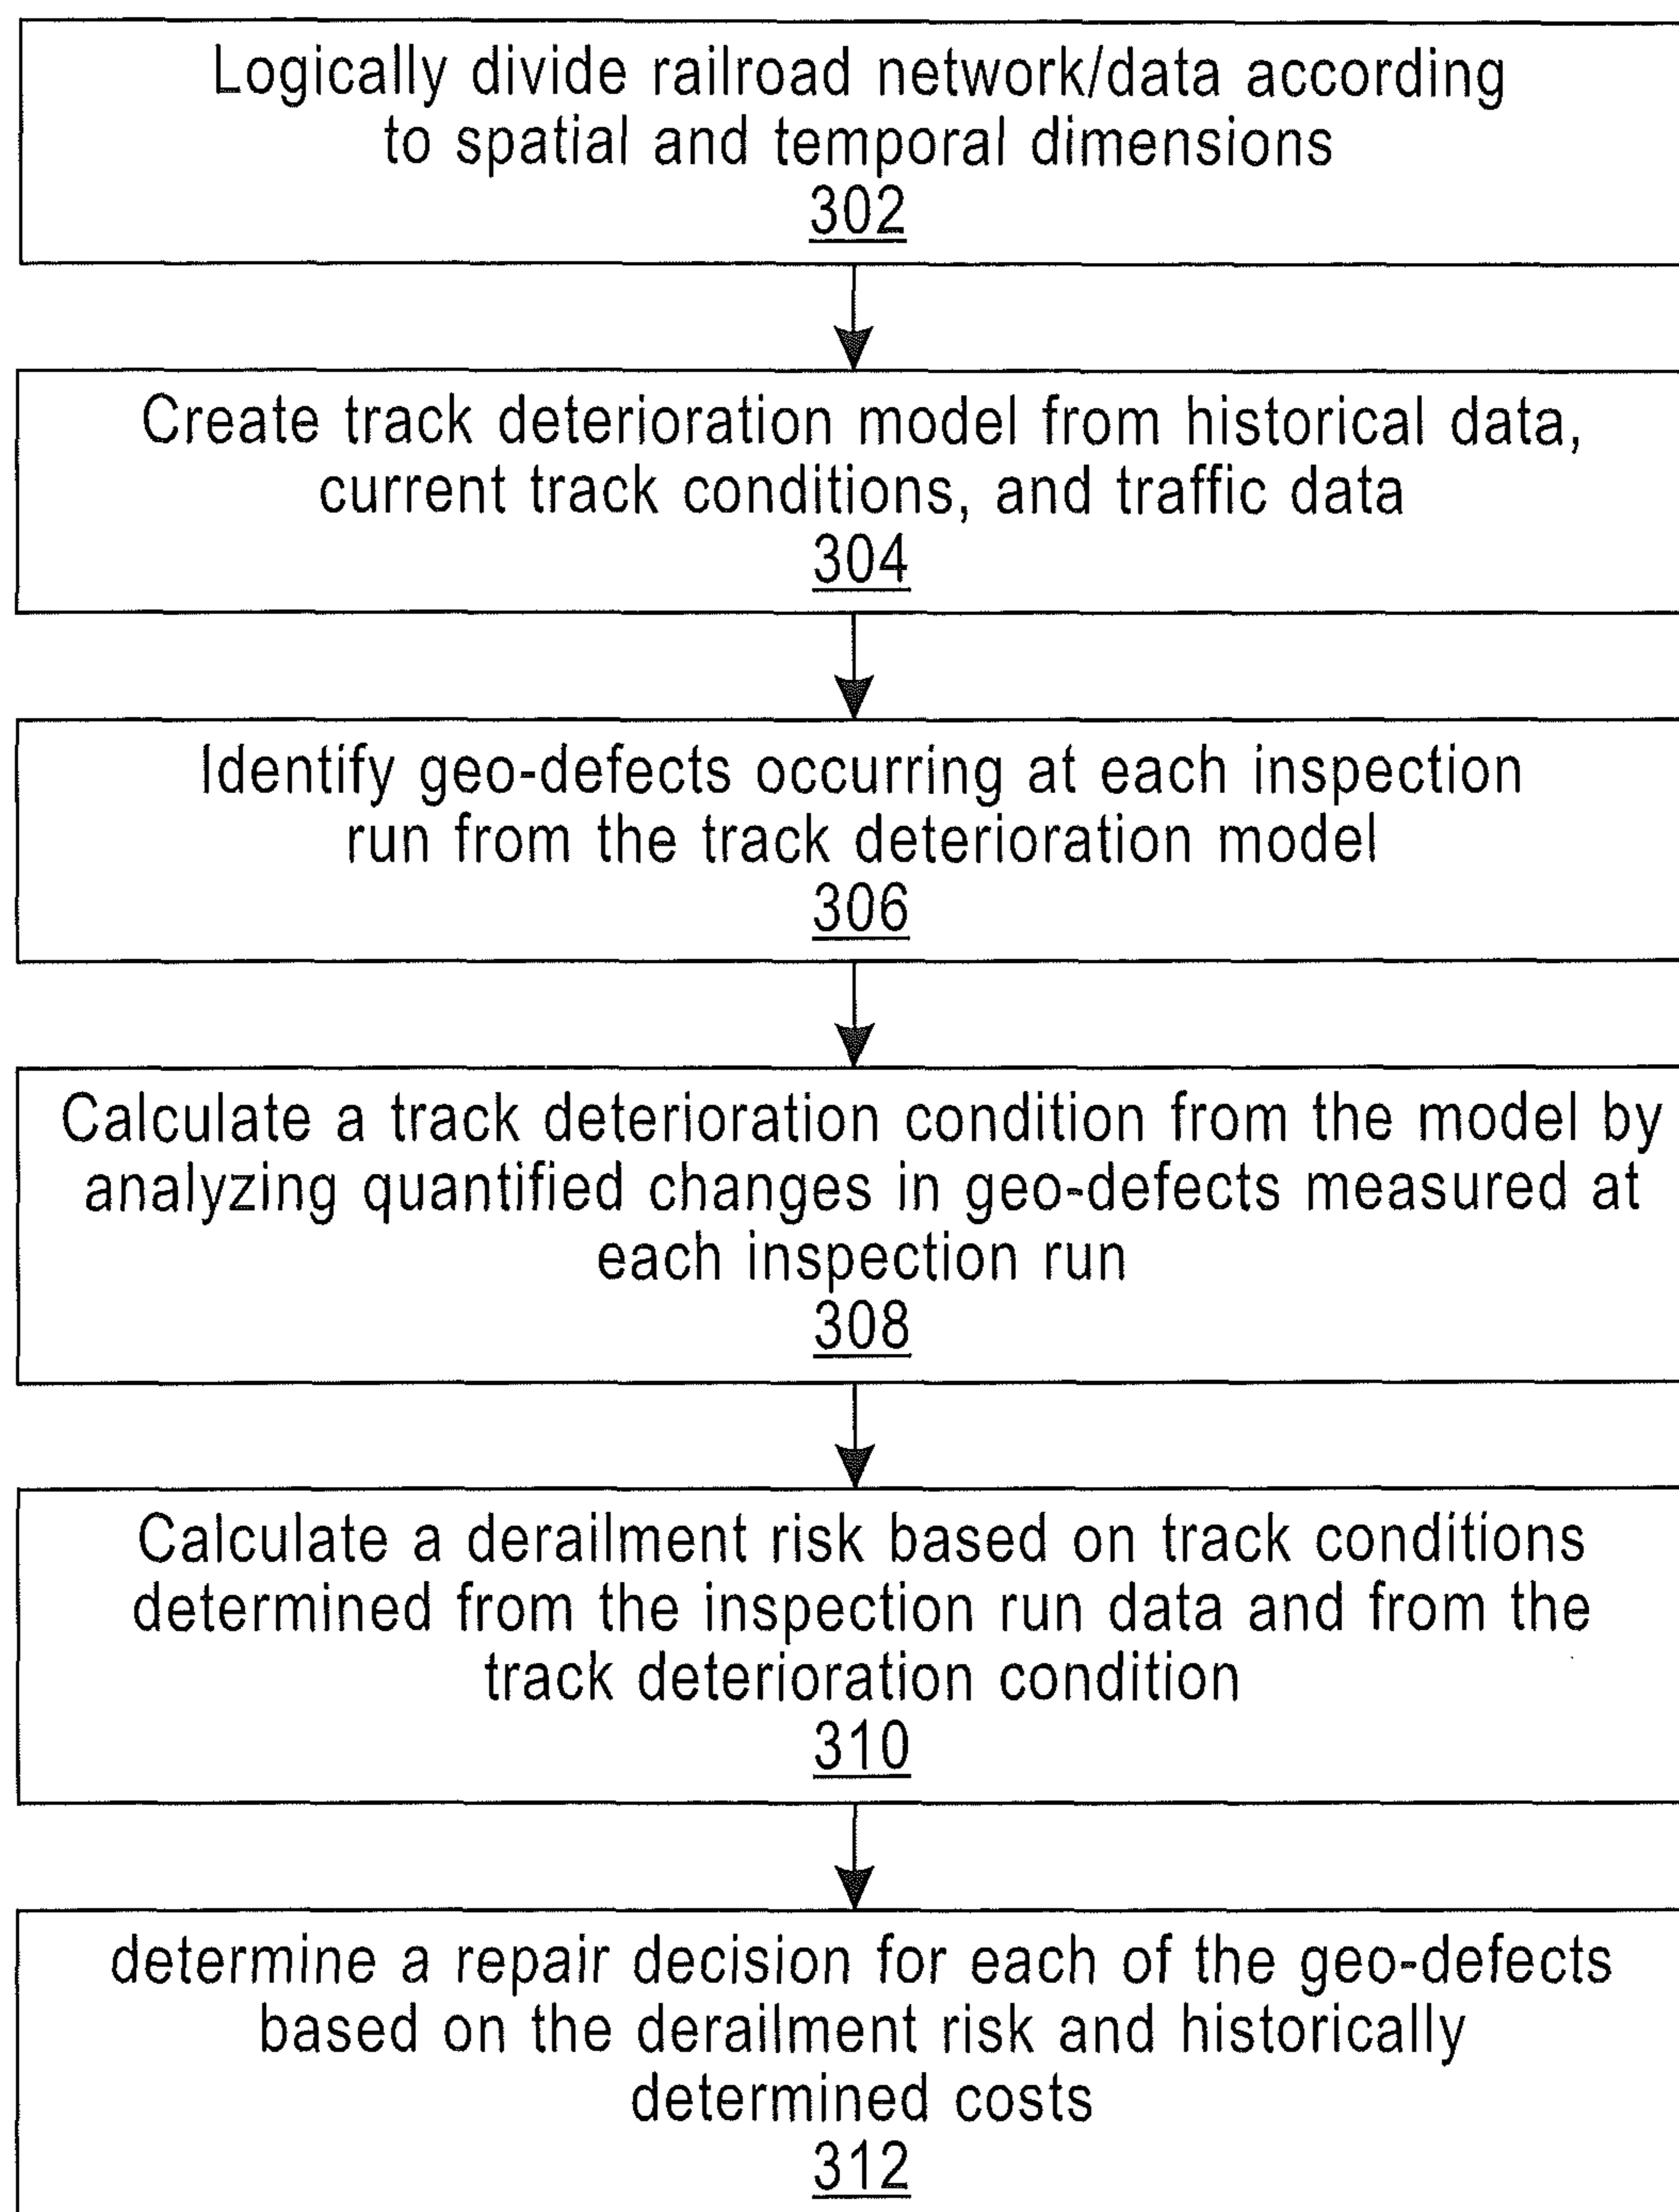 Logically divide railroad network/data according
to spatial and temporal dimensions
302
Create track deterioration model from historical data,
current track conditions, and traffic data
304
Identify geo-defects occurring at each inspection
run from the track deterioration model
306
Calculate a track deterioration condition from the model by
analyzing quantified changes in geo-defects measured at
each inspection run
308
Calculate a derailment risk based on track conditions
determined from the inspection run data and from the
track deterioration condition
310
determine a repair decision for each of the geo-defects
based on the derailment risk and historically
determined costs
312